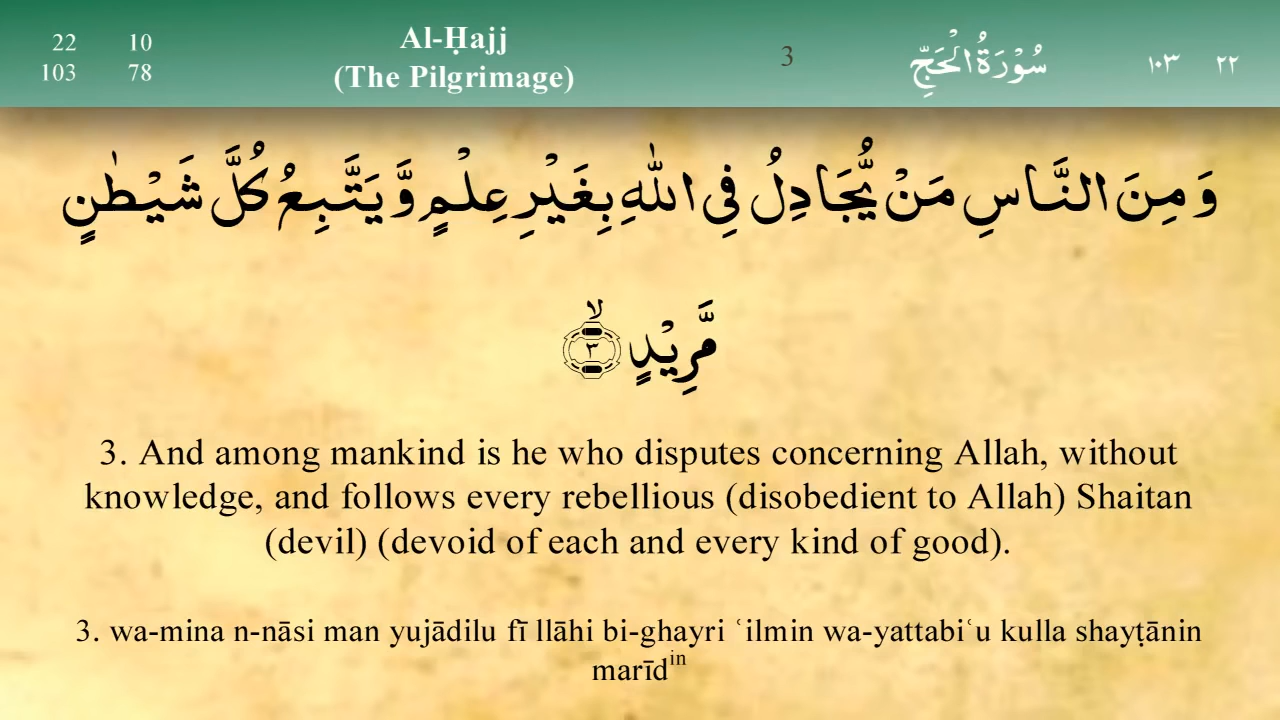 22 10 Al-Ḥajj
103 78 (The Pilgrimage) 3 سُوْرَةُ الْحَجِّ ١٠٣ ٢٢
وَمِنَ النَّاسِ مَنْ يُّجَادِلُ فِى اللّٰهِ بِغَيْرِ عِلْمٍ وَّيَتَّبِعُ كُلَّ شَيْطٰنٍ
مَّرِيْدٍ ۙ ٣
3. And among mankind is he who disputes concerning Allah, without
knowledge, and follows every rebellious (disobedient to Allah) Shaitan
(devil) (devoid of each and every kind of good).
3. wa-mina n-nāsi man yujādilu fī llāhi bi-ghayri ʿilmin wa-yattabiʿu kulla shayṭānin
marīdin